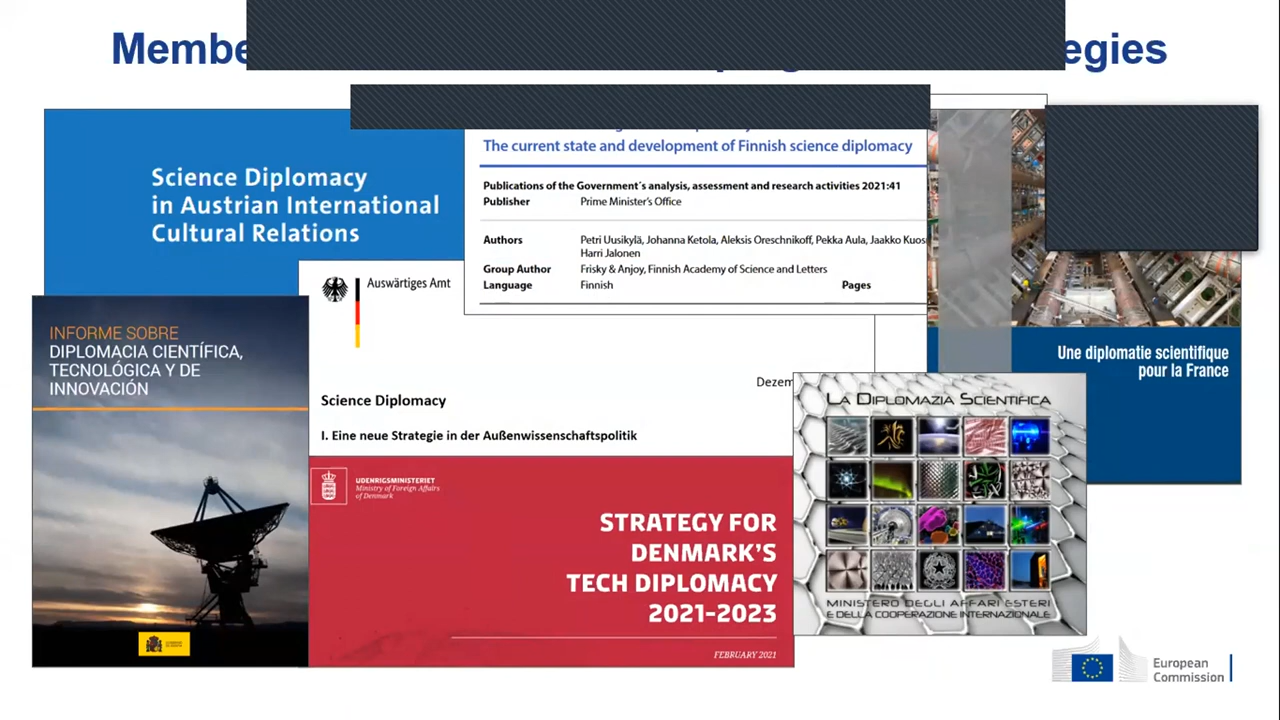 Membe
egies
Science Diplomacy
in Austrian International
Cultural Relations
The current state and development of Finnish science diplomacy
Publications of the Government´s analysis, assessment and research activities 2021:41
Publisher Prime Minister's Office
Authors Petri Uusikylä, Johanna Ketola, Aleksis Oreschnikoff, Pekka Aula, Jaakko Kuos
Harri Jalonen
Group Author Frisky & Anjoy, Finnish Academy of Science and Letters
Language Finnish Pages
Auswärtiges Amt
Dezem
Science Diplomacy
I. Eine neue Strategie in der Außenwissenschaftspolitik
INFORME SOBRE
DIPLOMACIA CIENTÍFICA,
TECNOLÓGICA Y DE
INNOVACIÓN
UDENRIGSMINISTERIET
Ministry of Foreign Affairs
of Denmark
STRATEGY FOR
DENMARK'S
TECH DIPLOMACY
2021-2023
FEBRUARY 2021
Une diplomatie scientifique
pour la France
LA DIPLOMAZIA SCIENTIFICA
MINISTERO DEGLI AFFARI ESTERI
E DELLA COOPERAZIONE INTERNAZIONALE
European
Commission